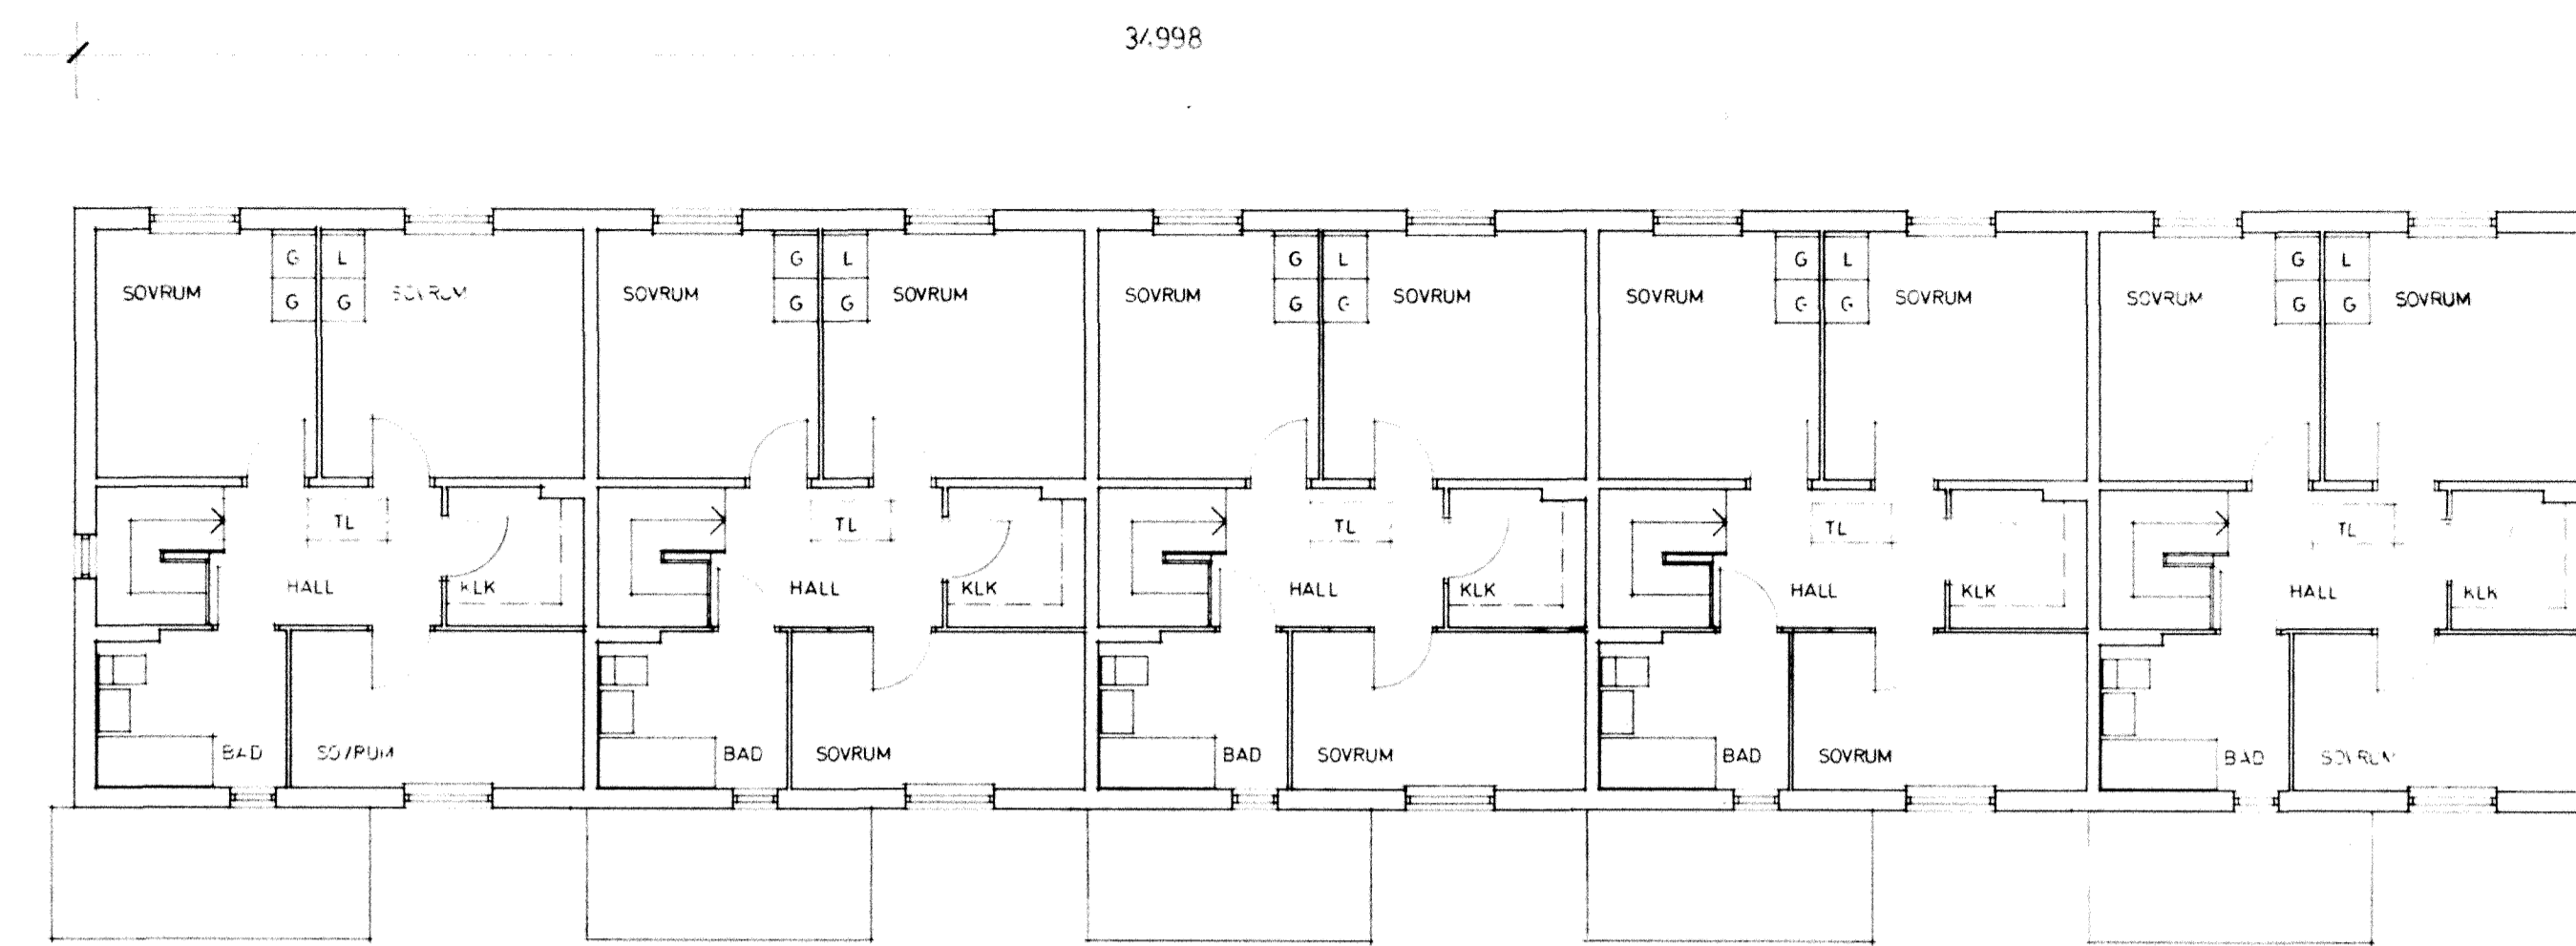 34998
G L G L G L G L G L
SOVRUM SOVRUM SOVRUM SOVRUM SOVRUM SOVRUM SOVRUM SOVRUM SOVRUM SOVRUM
G G G G G G G G G G
TL TL TL TL TL
HALL KLK HALL KLK HALL KLK HALL KLK HALL KLK
BAD SOVRUM BAD SOVRUM BAD SOVRUM BAD SOVRUM BAD SOVRUM